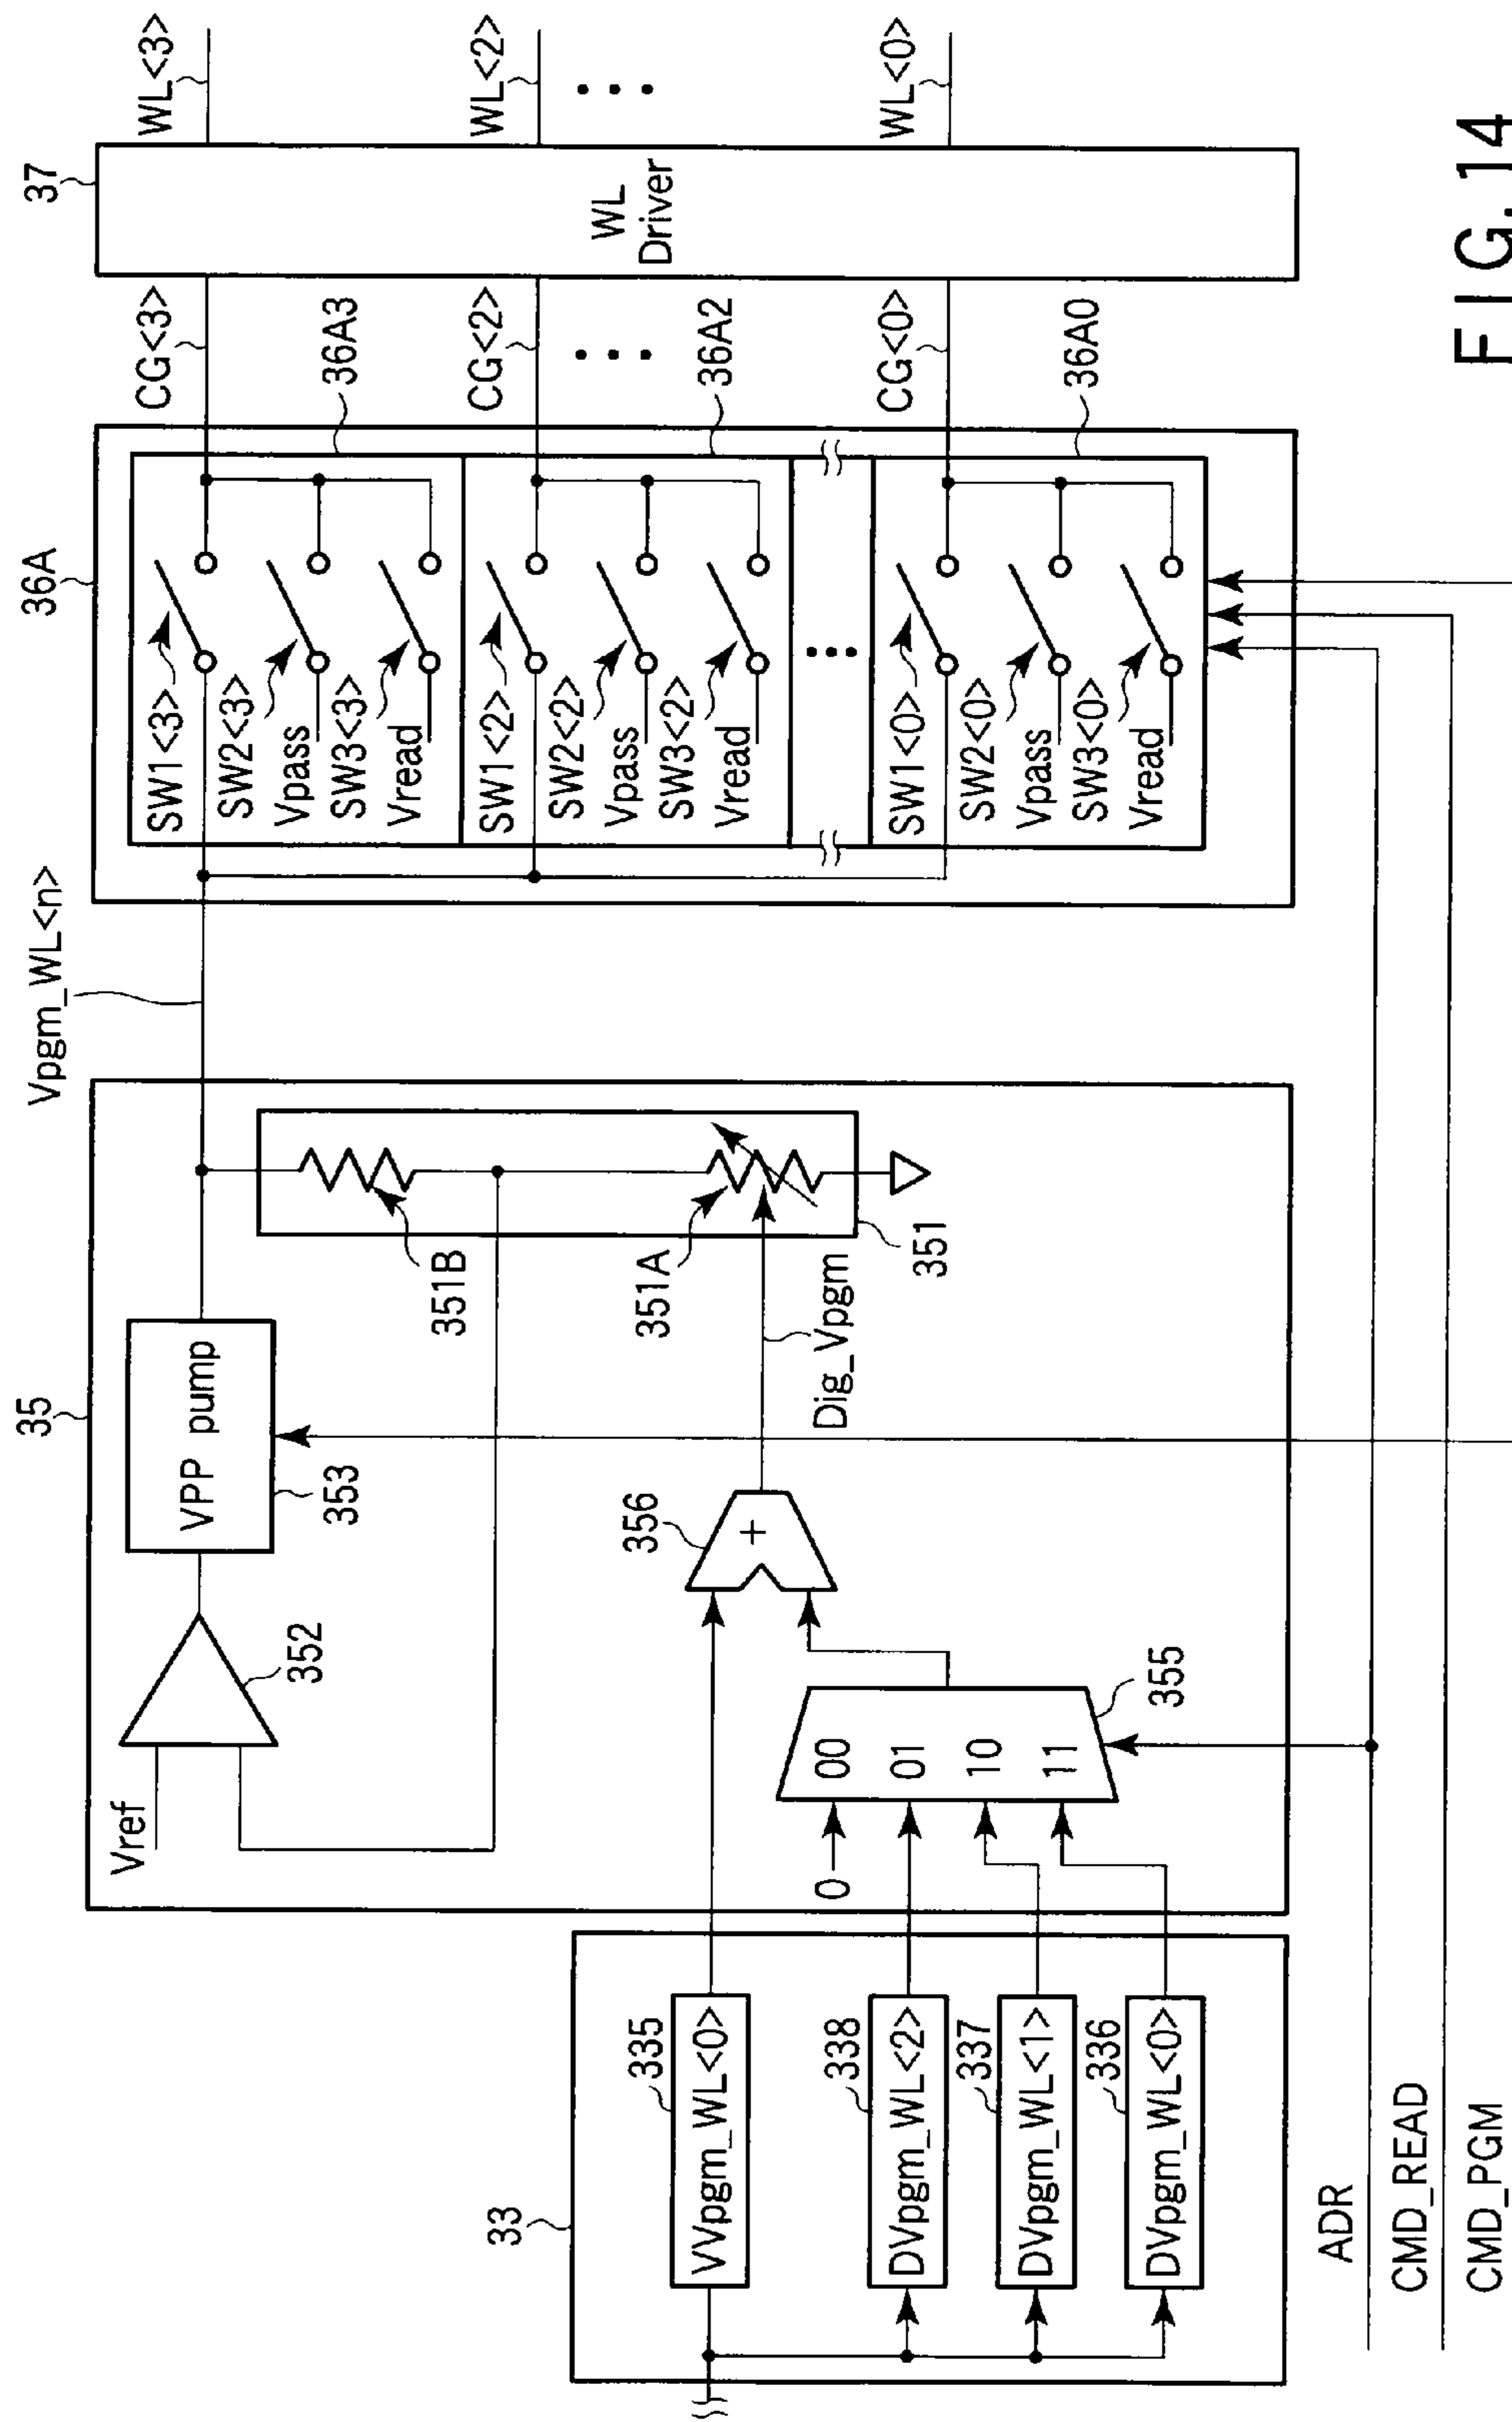 33
VVpgm_WL<0>
335
DVpgm_WL<2>
338
DVpgm_WL<1>
337
DVpgm_WL<0>
336
35
Vref
352
VPP pump
353
351B
351A
351
Dig_Vpgm
356
+
0
00
01
10
11
355
Vpgm_WL<n>
36A
SW1<3>
SW2<3>
Vpass
SW3<3>
Vread
36A3
SW1<2>
SW2<2>
Vpass
SW3<2>
Vread
36A2
SW1<0>
SW2<0>
Vpass
SW3<0>
Vread
36A0
CG<3>
CG<2>
CG<0>
37
WL
Driver
WL<3>
WL<2>
WL<0>
ADR
CMD_READ
CMD_PGM
FIG. 14